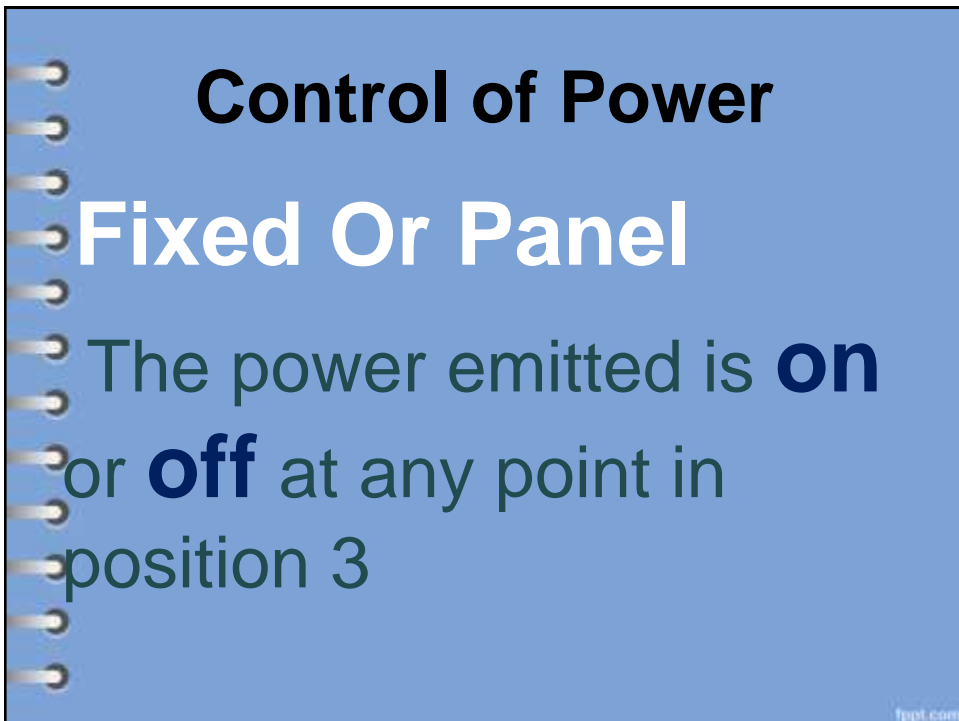 Control of Power
Fixed Or Panel
The power emitted is on
or off at any point in
position 3
fppt.com